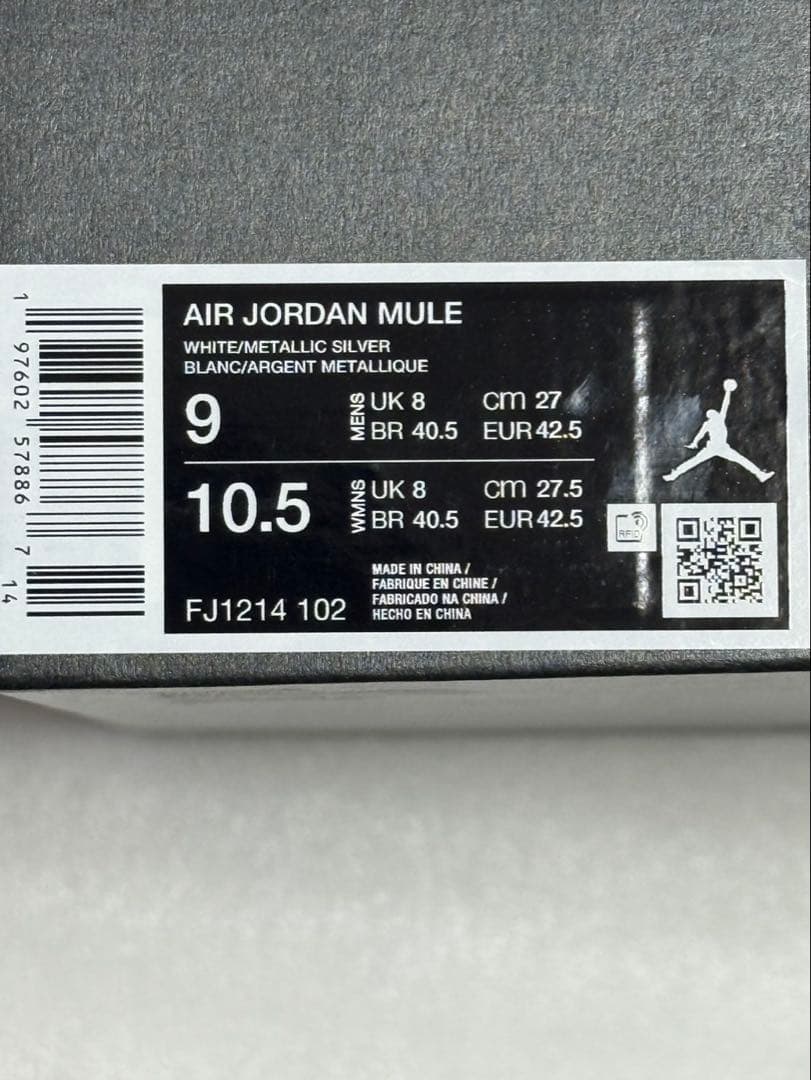 AIR JORDAN MULE
WHITE/METALLIC SILVER
BLANC/ARGENT METALLIQUE
9 MENS UK 8 cm 27
BR 40.5 EUR 42.5
10.5 WMNS UK 8 cm 27.5
BR 40.5 EUR 42.5
MADE IN CHINA /
FABRIQUE EN CHINE /
FABRICADO NA CHINA /
HECHO EN CHINA
FJ1214 102
RFID
1 97602 57886 7 14